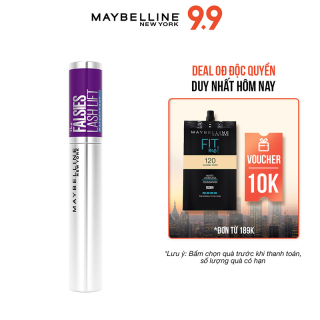 MAYBELLINE
NEW YORK
9.9
DEAL 0Đ ĐỘC QUYỀN
DUY NHẤT HÔM NAY
THE FALSIES
LASH LIFT
MAYBELLINE
MAYBELLINE
FIT
me!
120
VOUCHER
10K
*ĐƠN TỪ 189K
*Lưu ý: Bấm chọn quà trước khi thanh toán,
số lượng quà có hạn